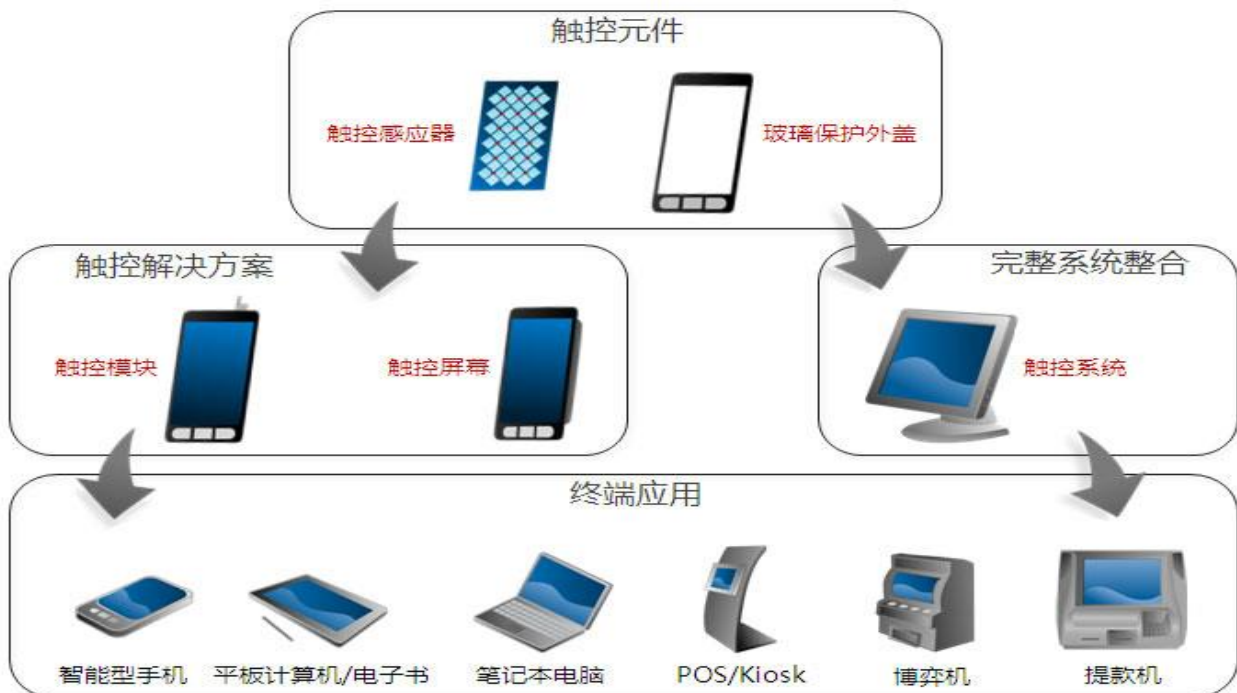 触控元件
触控感应器
玻璃保护外盖
触控解决方案
完整系统整合
触控模块
触控屏幕
触控系统
终端应用
智能型手机 平板计算机/电子书 笔记本电脑 POS/Kiosk 博弈机 提款机